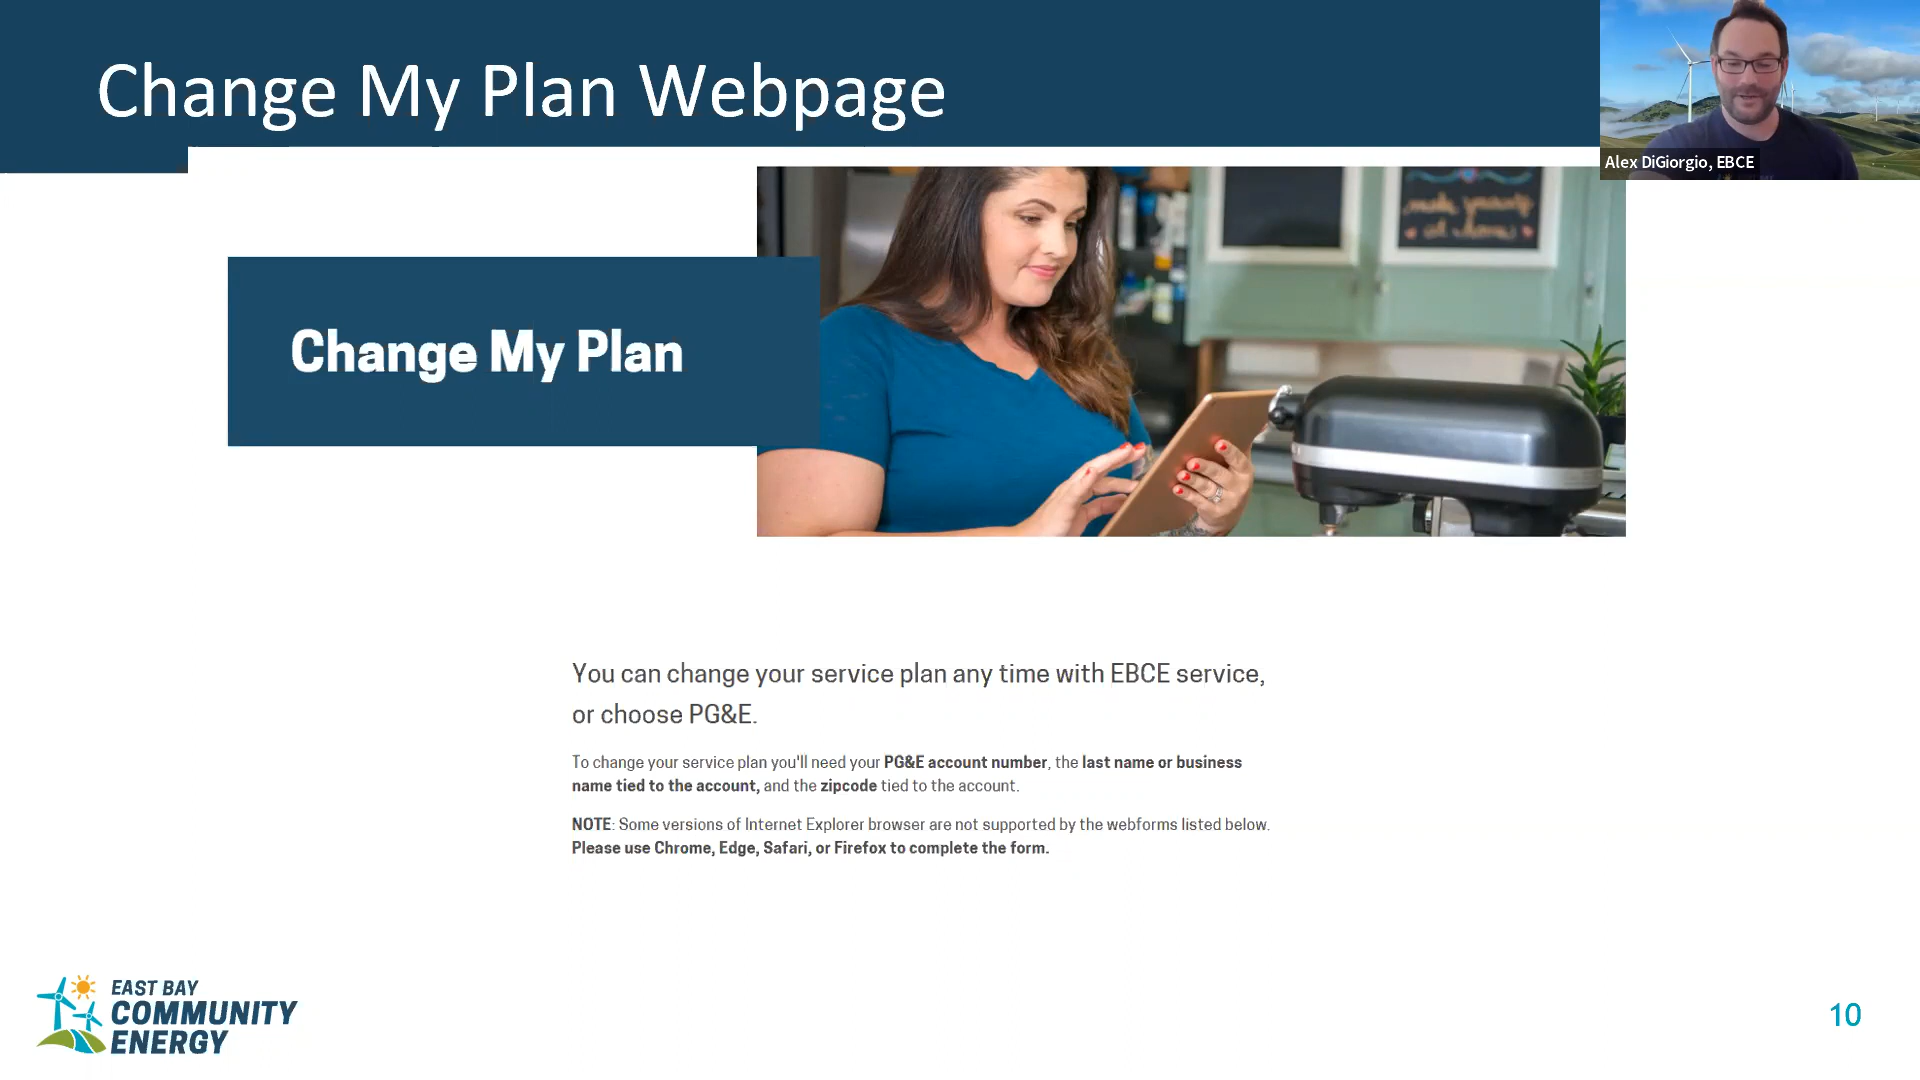 Change My Plan Webpage
Alex DiGiorgio, EBCE
make yourself
at home
Change My Plan
You can change your service plan any time with EBCE service,
or choose PG&E.
To change your service plan you'll need your PG&E account number, the last name or business
name tied to the account, and the zipcode tied to the account.
NOTE: Some versions of Internet Explorer browser are not supported by the webforms listed below.
Please use Chrome, Edge, Safari, or Firefox to complete the form.
EAST BAY
COMMUNITY
ENERGY
10